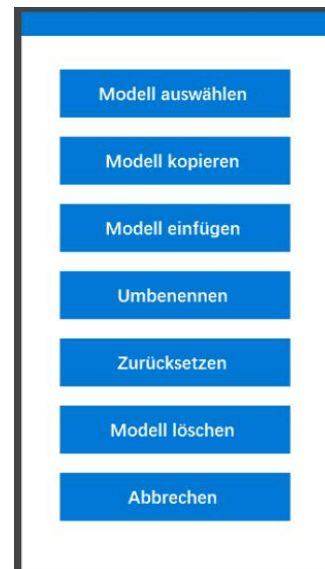 Modell auswählen
Modell kopieren
Modell einfügen
Umbenennen
Zurücksetzen
Modell löschen
Abbrechen